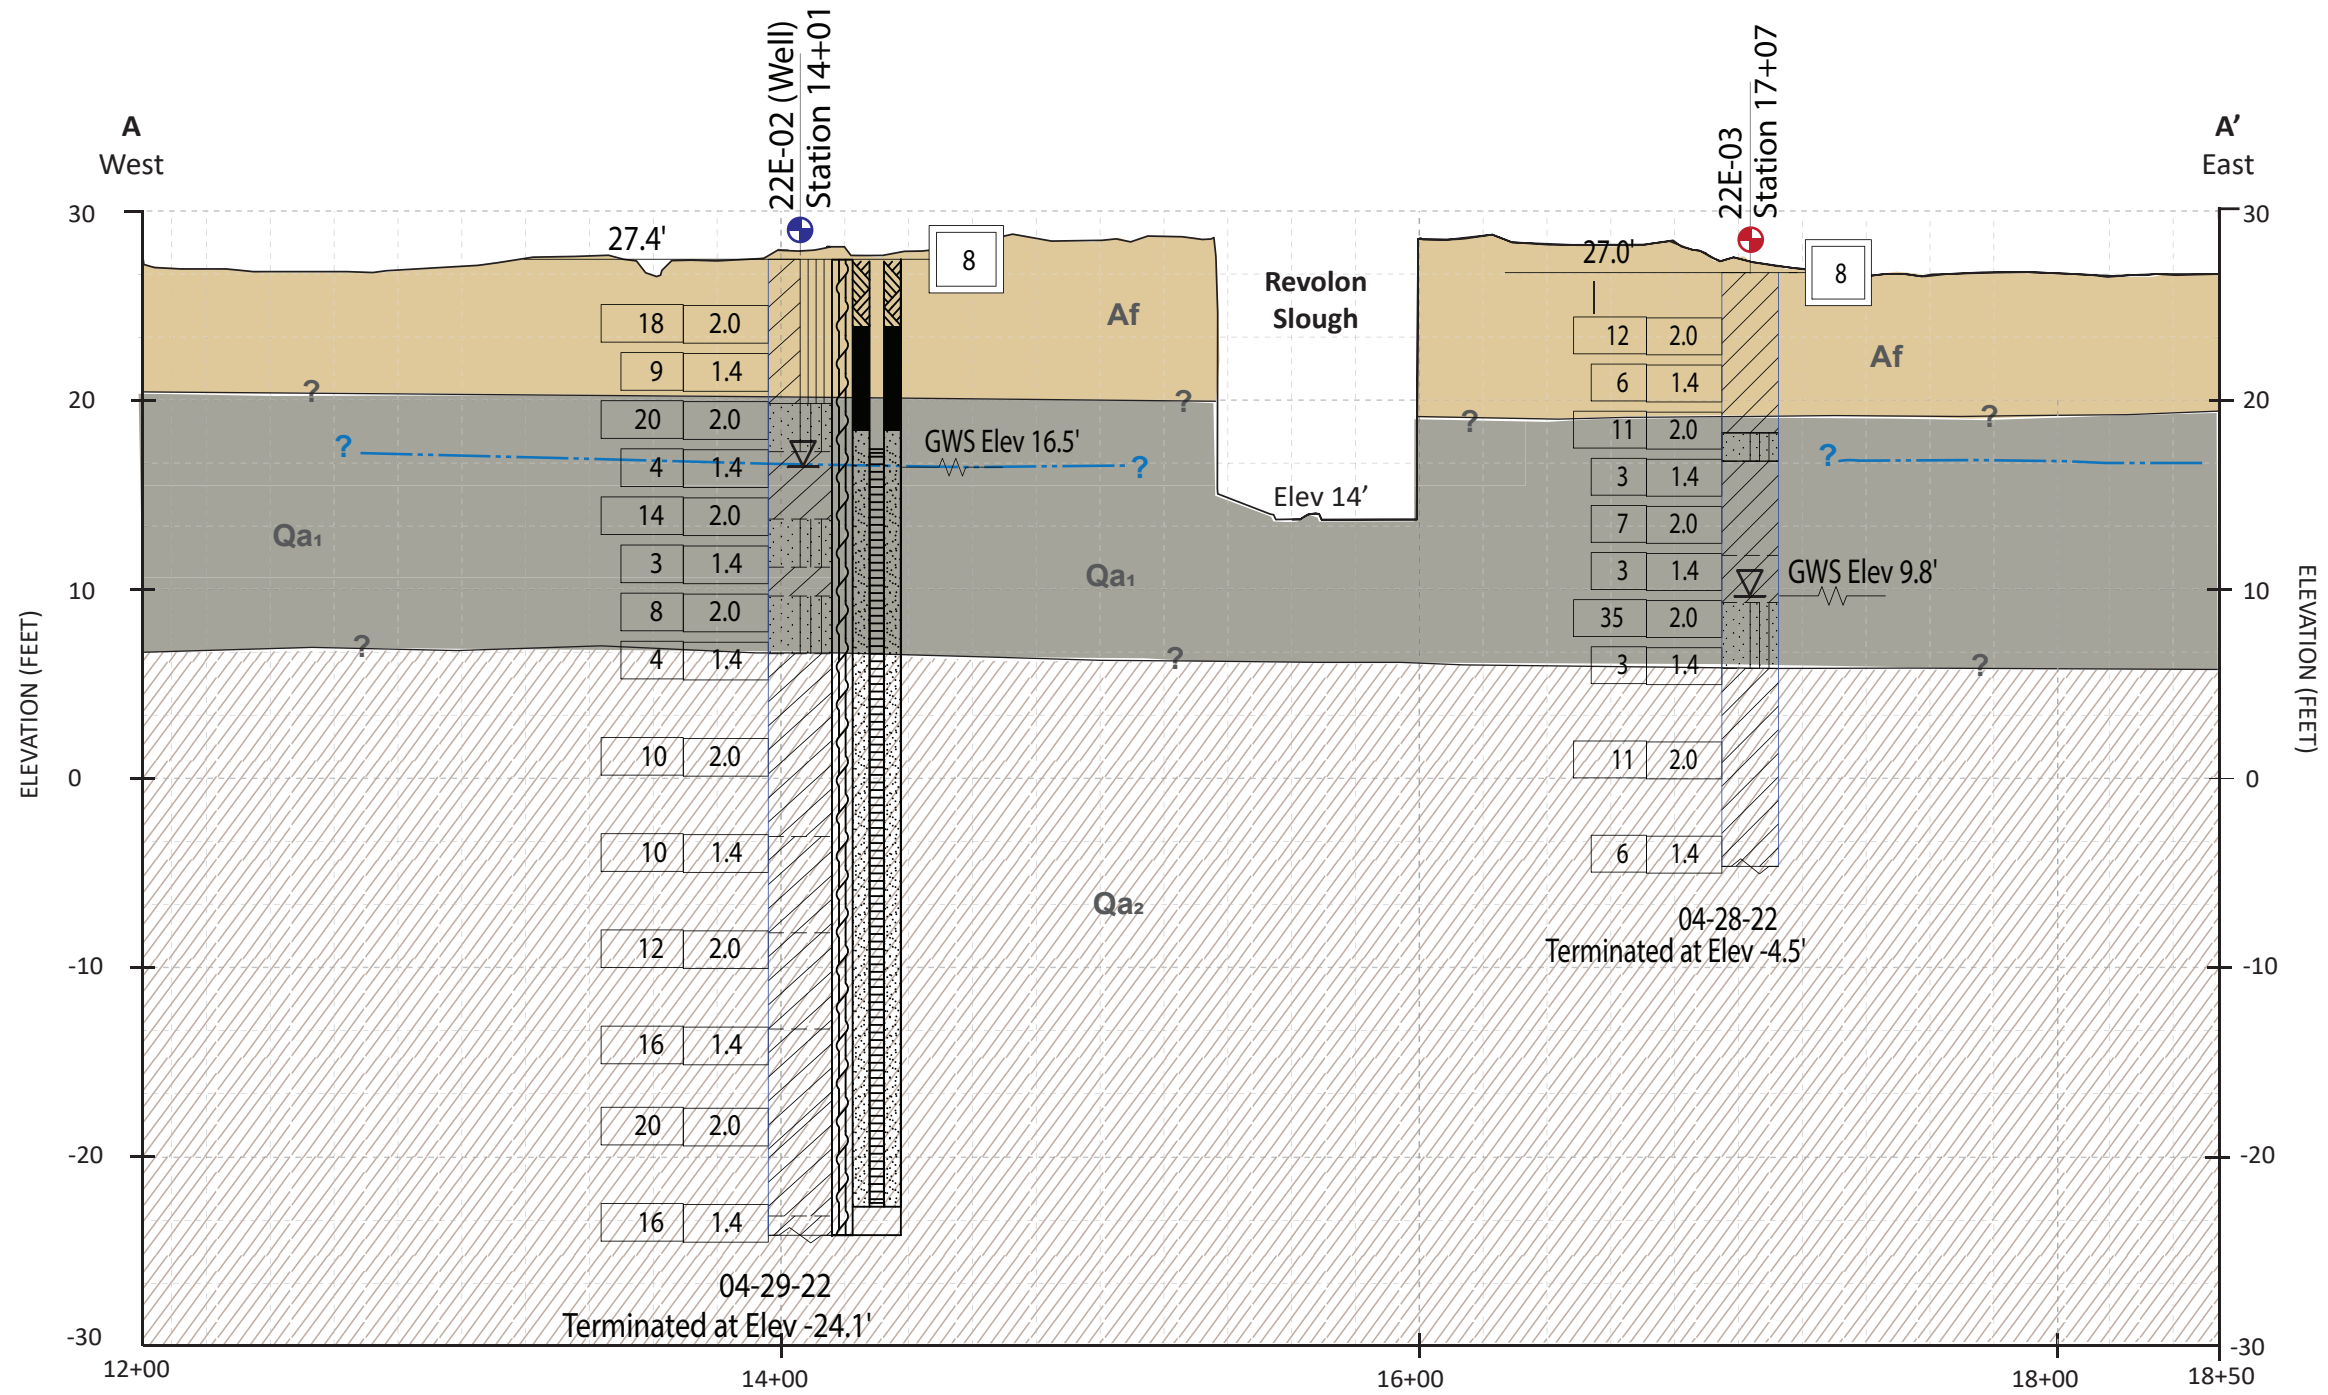 A
West
22E-02 (Well)
Station 14+01
22E-03
Station 17+07
A’
East
30
20
10
0
-10
-20
-30
ELEVATION (FEET)
27.4'
8
18 2.0
9 1.4
20 2.0
4 1.4
14 2.0
3 1.4
8 2.0
4 1.4
10 2.0
10 1.4
12 2.0
16 1.4
20 2.0
16 1.4
04-29-22
Terminated at Elev -24.1'
GWS Elev 16.5'
Af
?
?
?
?
Qa₁
?
?
Qa₁
Qa₂
Revolon
Slough
Elev 14’
27.0'
8
12 2.0
6 1.4
11 2.0
3 1.4
7 2.0
3 1.4
35 2.0
3 1.4
11 2.0
6 1.4
04-28-22
Terminated at Elev -4.5'
GWS Elev 9.8'
Af
?
?
?
?
30
20
10
0
-10
-20
-30
ELEVATION (FEET)
12+00
14+00
16+00
18+00
18+50